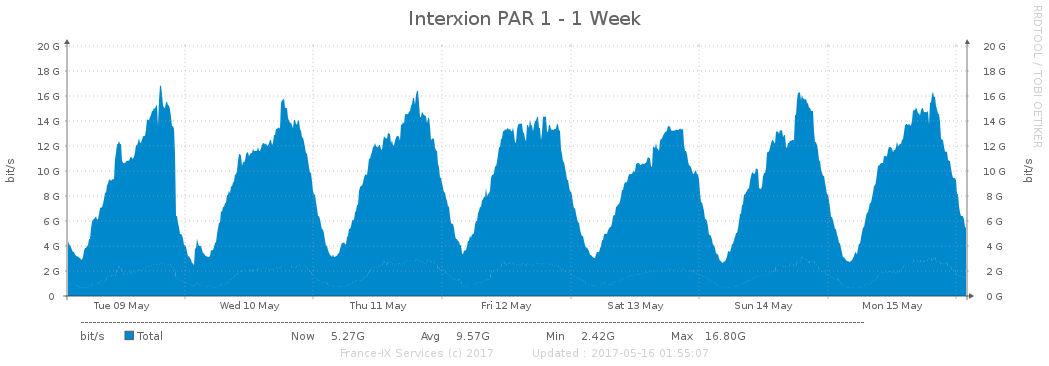 Interxion PAR 1 - 1 Week
RRDTOOL / TOBI OETIKER
20 G 20 G
18 G 18 G
16 G 16 G
14 G 14 G
12 G 12 G
10 G 10 G
8 G 8 G
6 G 6 G
4 G 4 G
2 G 2 G
0 0 G
bit/s
bit/s
Tue 09 May Wed 10 May Thu 11 May Fri 12 May Sat 13 May Sun 14 May Mon 15 May
bit/s Total Now 5.27G Avg 9.57G Min 2.42G Max 16.80G
France-IX Services (c) 2017 Updated : 2017-05-16 01:55:07